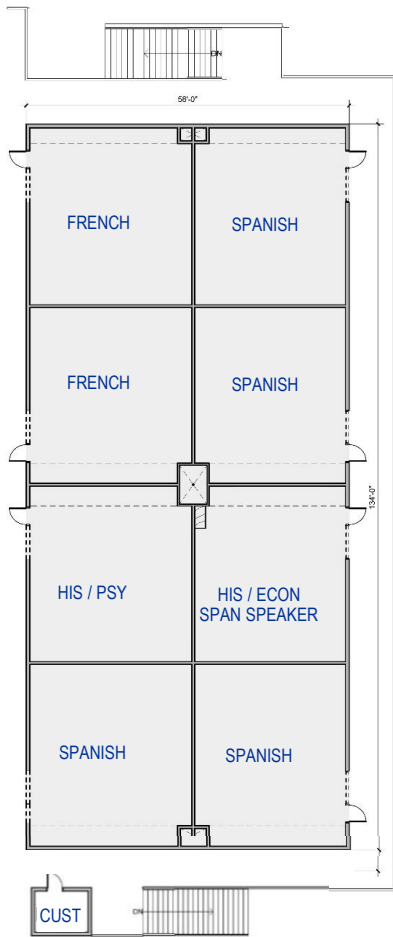 DN
58'-0"
FRENCH
SPANISH
FRENCH
SPANISH
134'-0"
HIS / PSY
HIS / ECON
SPAN SPEAKER
SPANISH
SPANISH
CUST
DN